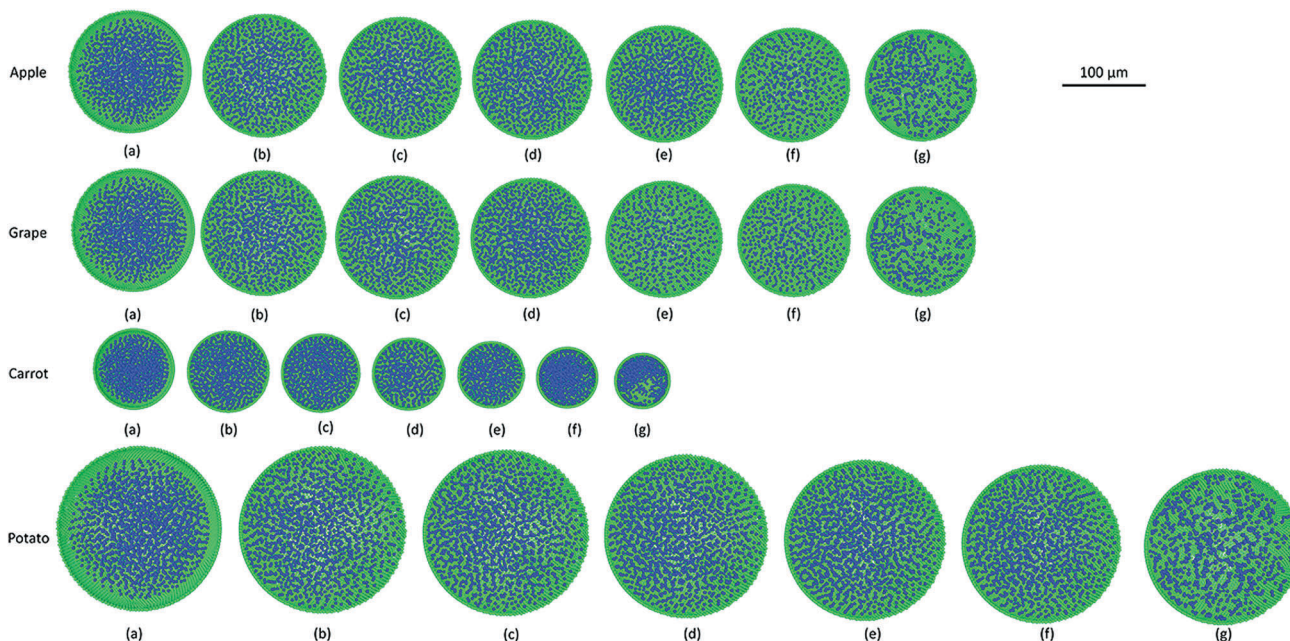 Apple
100 μm
(a) (b) (c) (d) (e) (f) (g)
Grape
(a) (b) (c) (d) (e) (f) (g)
Carrot
(a) (b) (c) (d) (e) (f) (g)
Potato
(a) (b) (c) (d) (e) (f) (g)